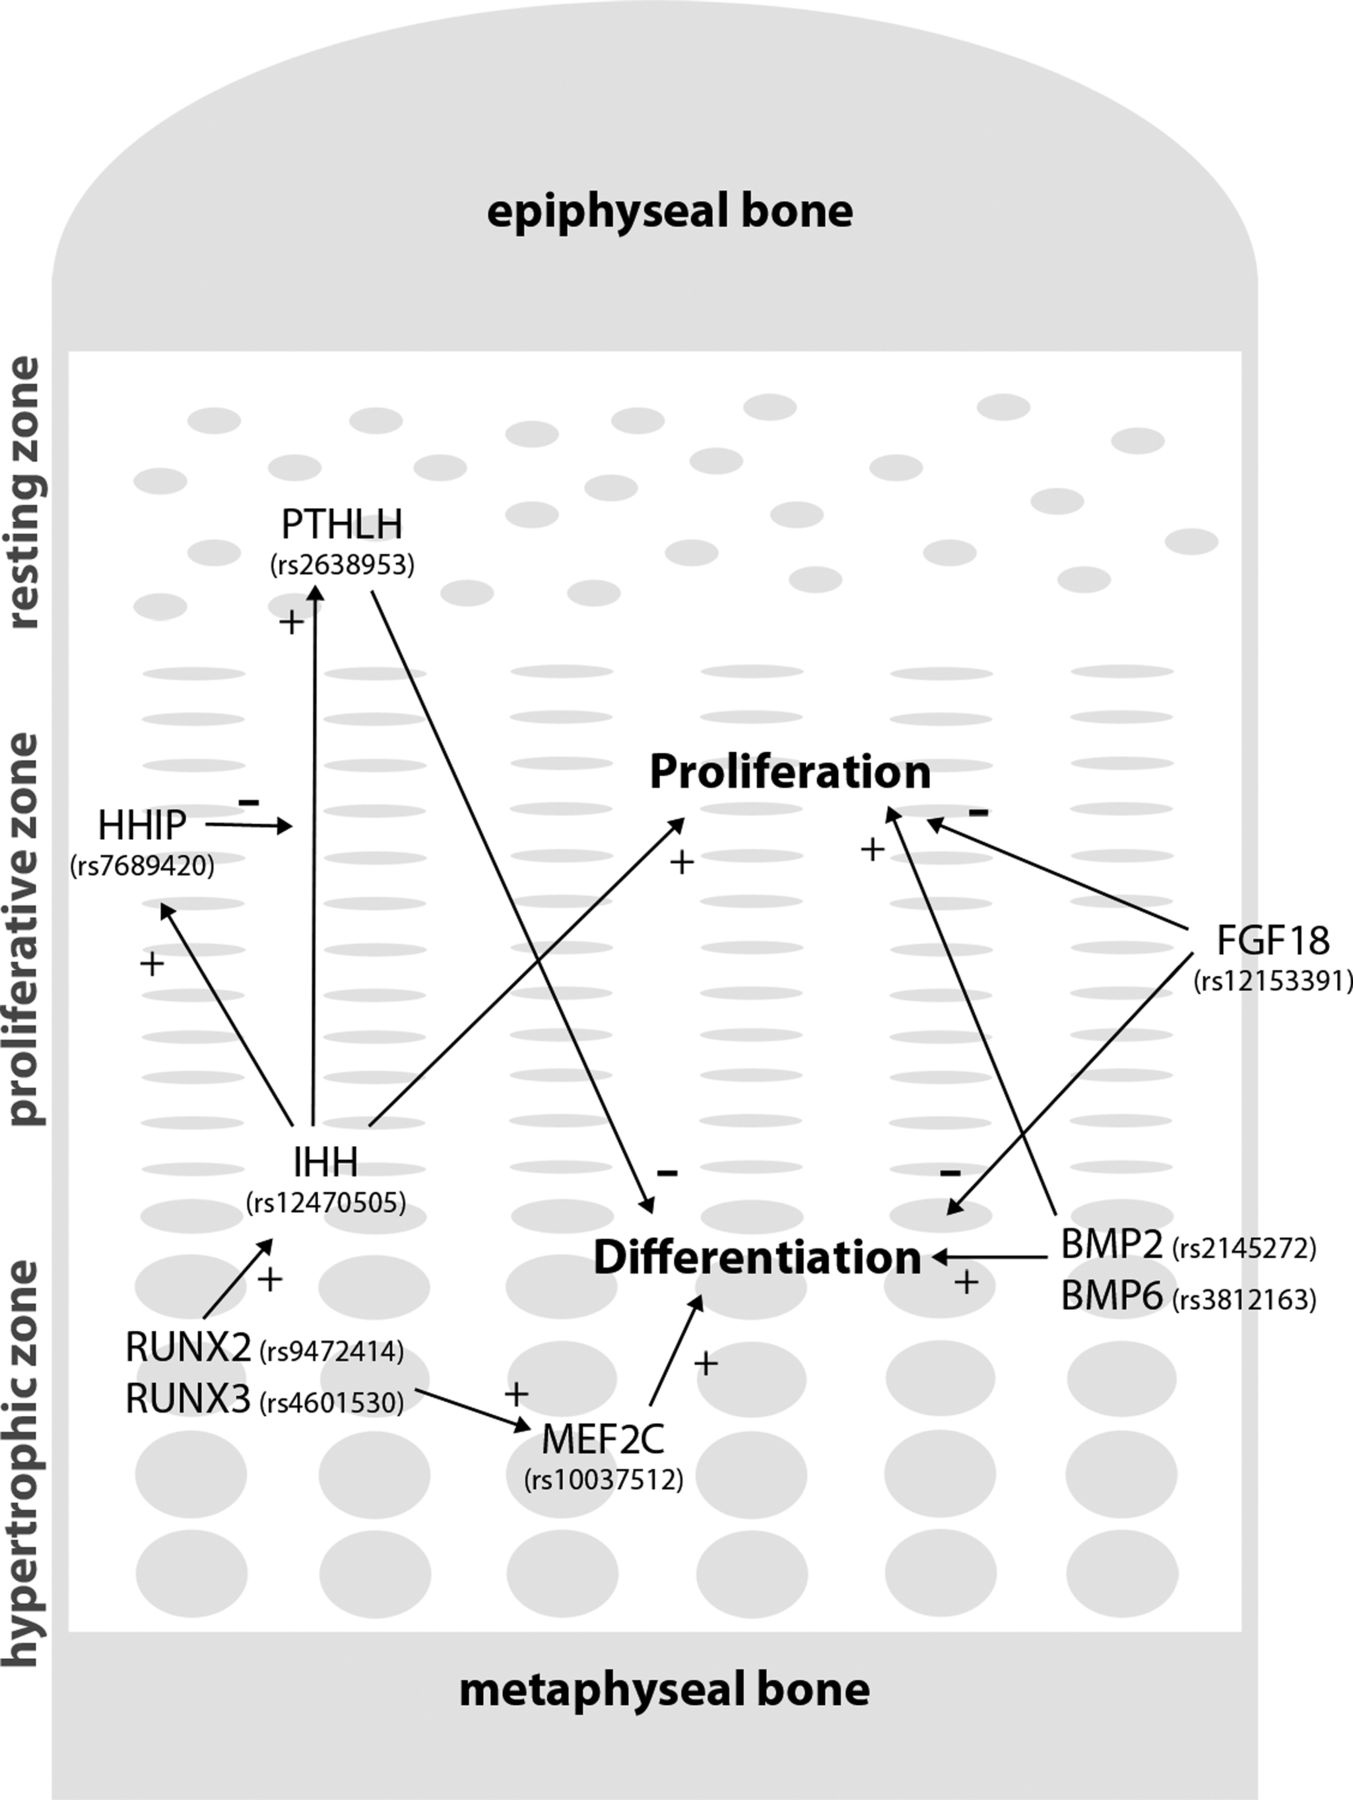 epiphyseal bone
resting zone
PTHLH
(rs2638953)
+
proliferative zone
Proliferation
-
HHIP
(rs7689420)
-
+
+
+
FGF18
(rs12153391)
IHH
(rs12470505)
-
-
hypertrophic zone
Differentiation
BMP2 (rs2145272)
BMP6 (rs3812163)
+
+
RUNX2 (rs9472414)
RUNX3 (rs4601530)
+
+
MEF2C
(rs10037512)
metaphyseal bone